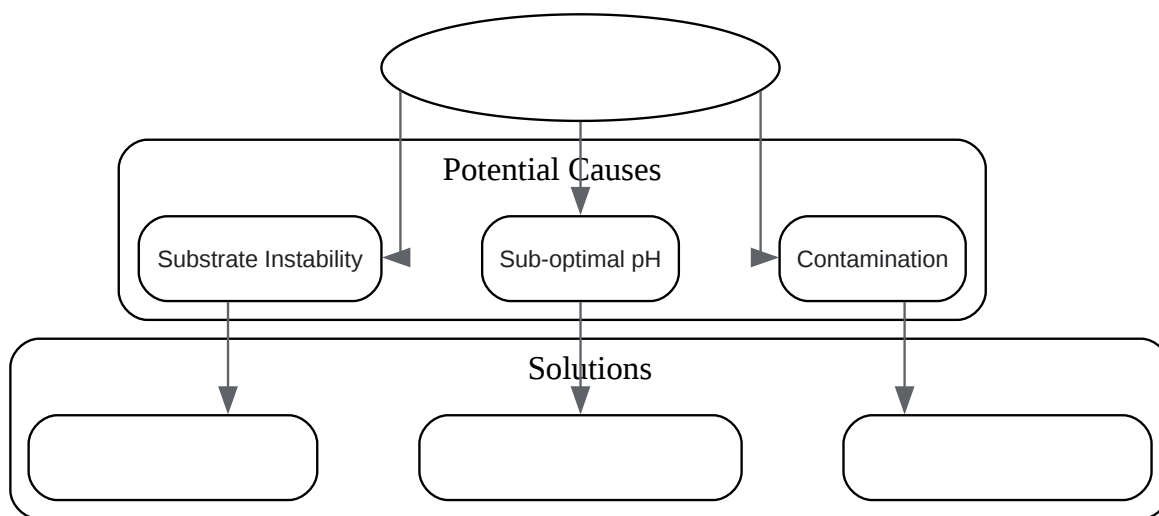 Potential Causes
Substrate Instability
Sub-optimal pH
Contamination
Solutions